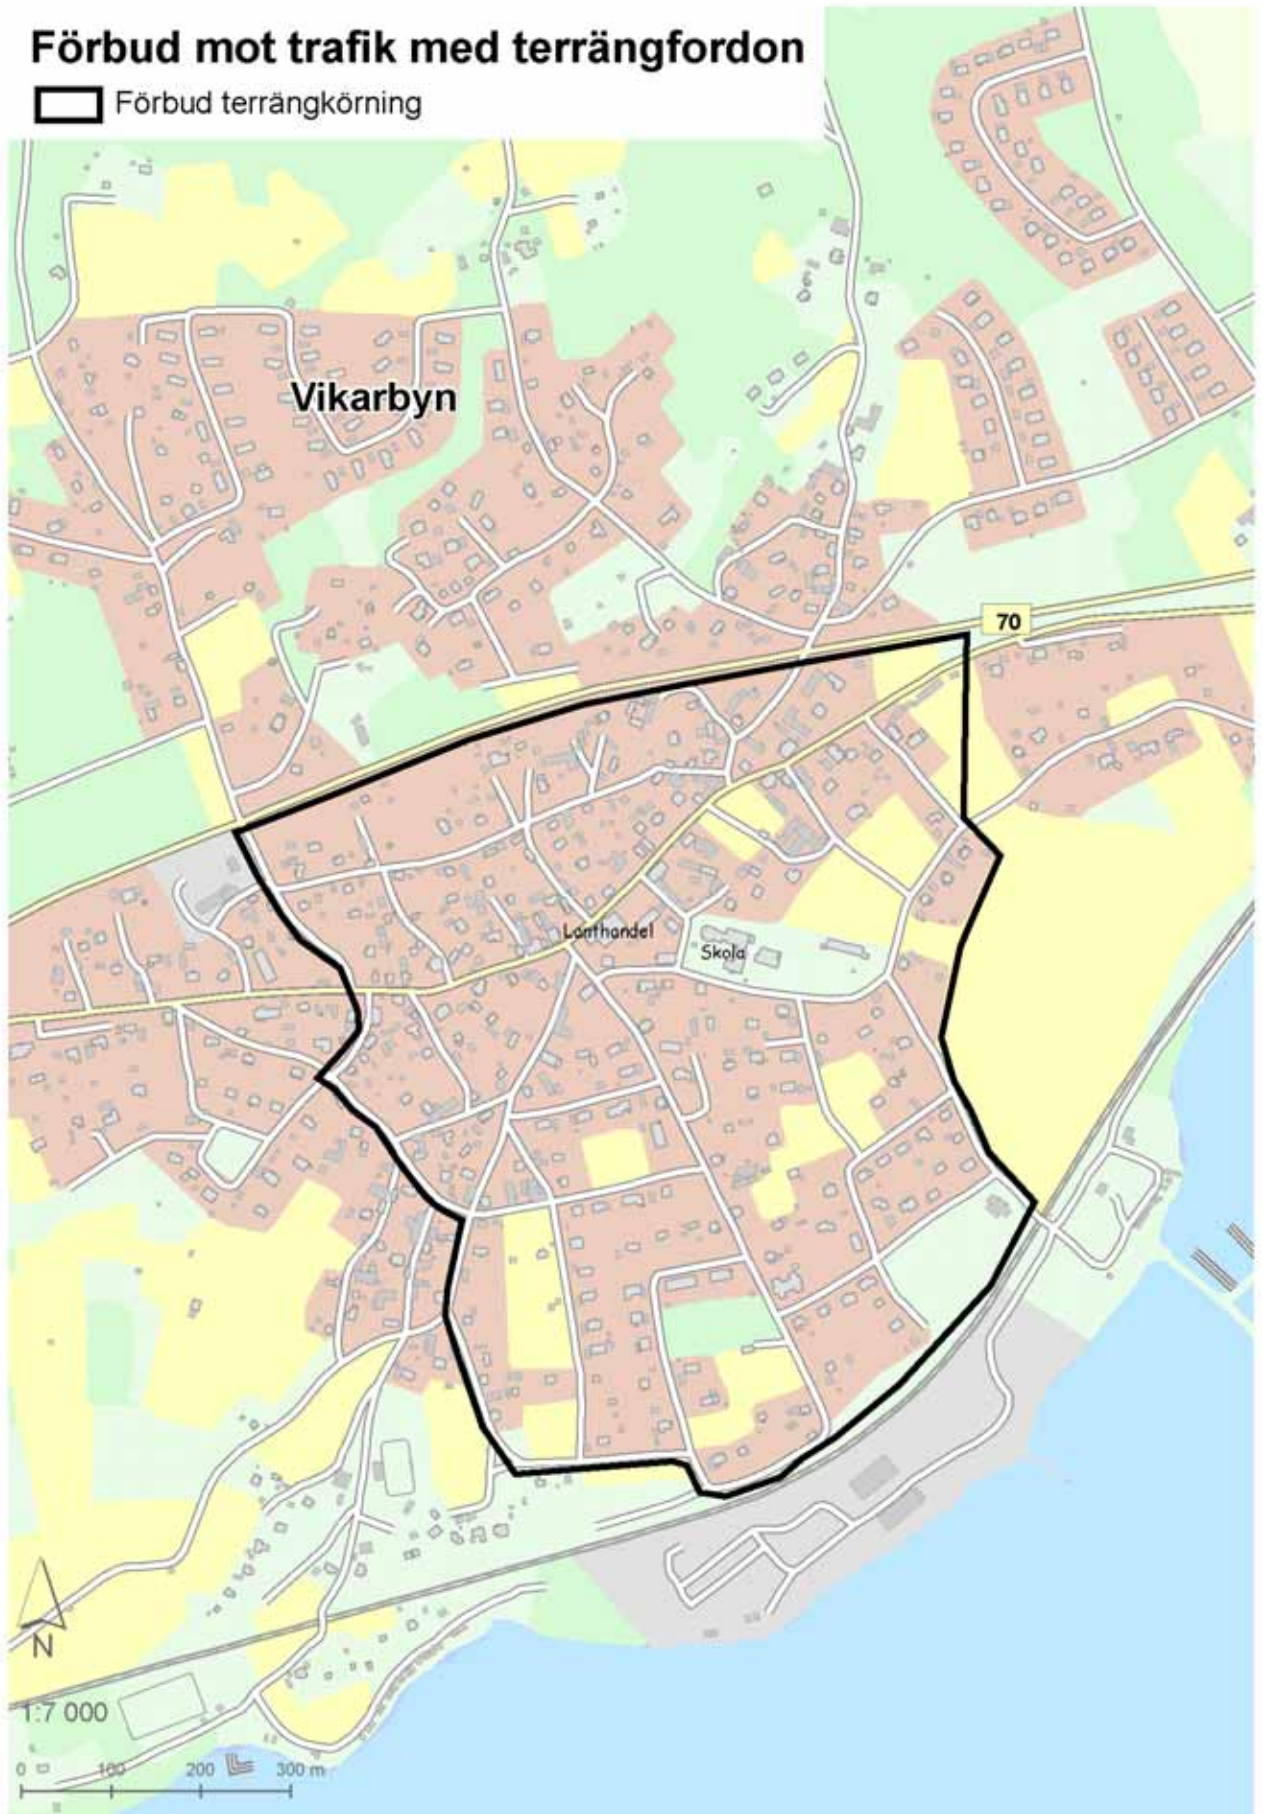 Förbud mot trafik med terrängfordon
Förbud terrängkörning
Vikarbyn
70
Lanthandel
Skola
N
1:7 000
0 100 200 300 m